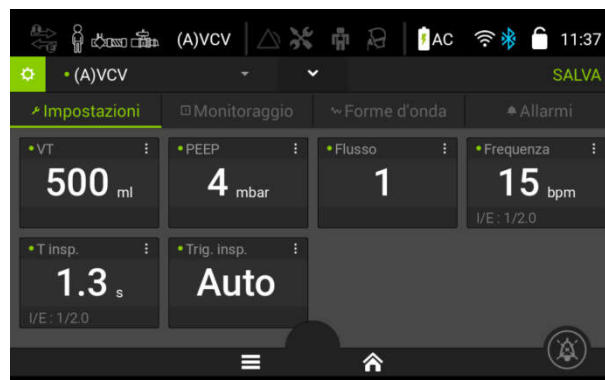 (A)VCV AC 11:37
• (A)VCV SALVA
Impostazioni Monitoraggio Forme d'onda Allarmi
• VT • PEEP • Flusso • Frequenza
500 ml 4 mbar 1 15 bpm
I/E : 1/2.0
• T insp. • Trig. insp.
1.3 s Auto
I/E : 1/2.0